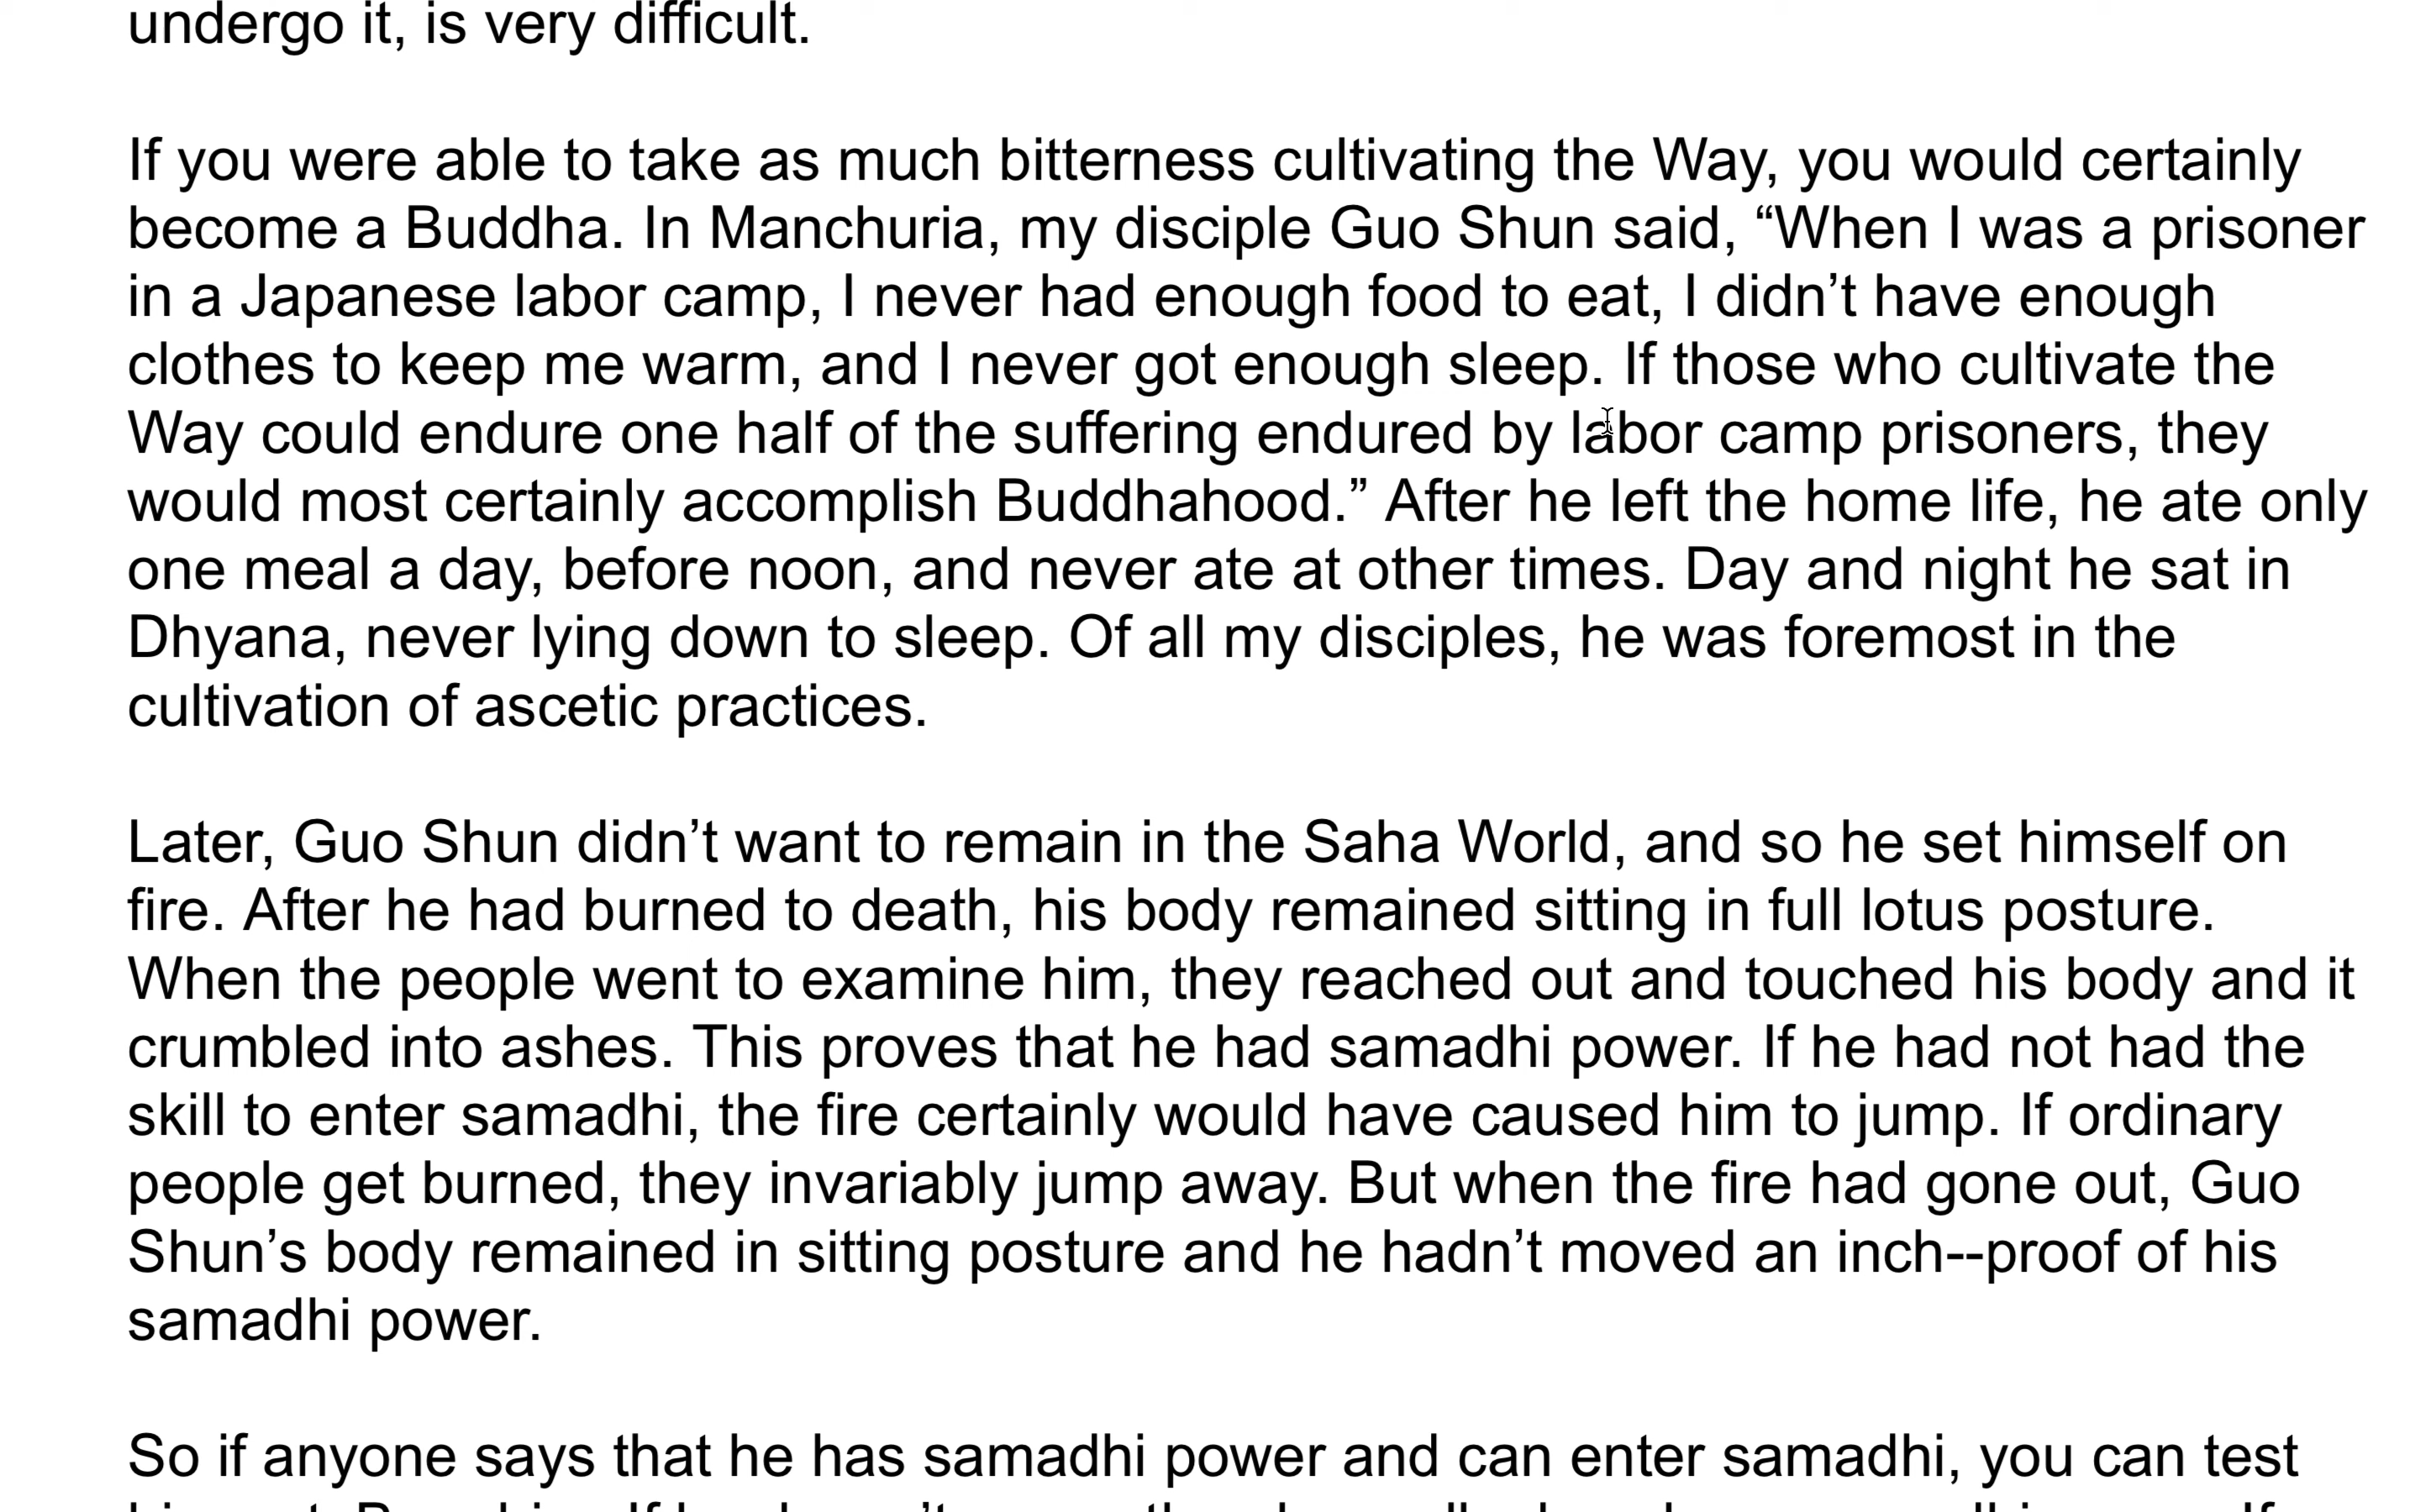 undergo it, is very difficult.
If you were able to take as much bitterness cultivating the Way, you would certainly
become a Buddha. In Manchuria, my disciple Guo Shun said, “When I was a prisoner
in a Japanese labor camp, I never had enough food to eat, I didn’t have enough
clothes to keep me warm, and I never got enough sleep. If those who cultivate the
Way could endure one half of the suffering endured by labor camp prisoners, they
would most certainly accomplish Buddhahood.” After he left the home life, he ate only
one meal a day, before noon, and never ate at other times. Day and night he sat in
Dhyana, never lying down to sleep. Of all my disciples, he was foremost in the
cultivation of ascetic practices.
Later, Guo Shun didn’t want to remain in the Saha World, and so he set himself on
fire. After he had burned to death, his body remained sitting in full lotus posture.
When the people went to examine him, they reached out and touched his body and it
crumbled into ashes. This proves that he had samadhi power. If he had not had the
skill to enter samadhi, the fire certainly would have caused him to jump. If ordinary
people get burned, they invariably jump away. But when the fire had gone out, Guo
Shun’s body remained in sitting posture and he hadn’t moved an inch--proof of his
samadhi power.
So if anyone says that he has samadhi power and can enter samadhi, you can test